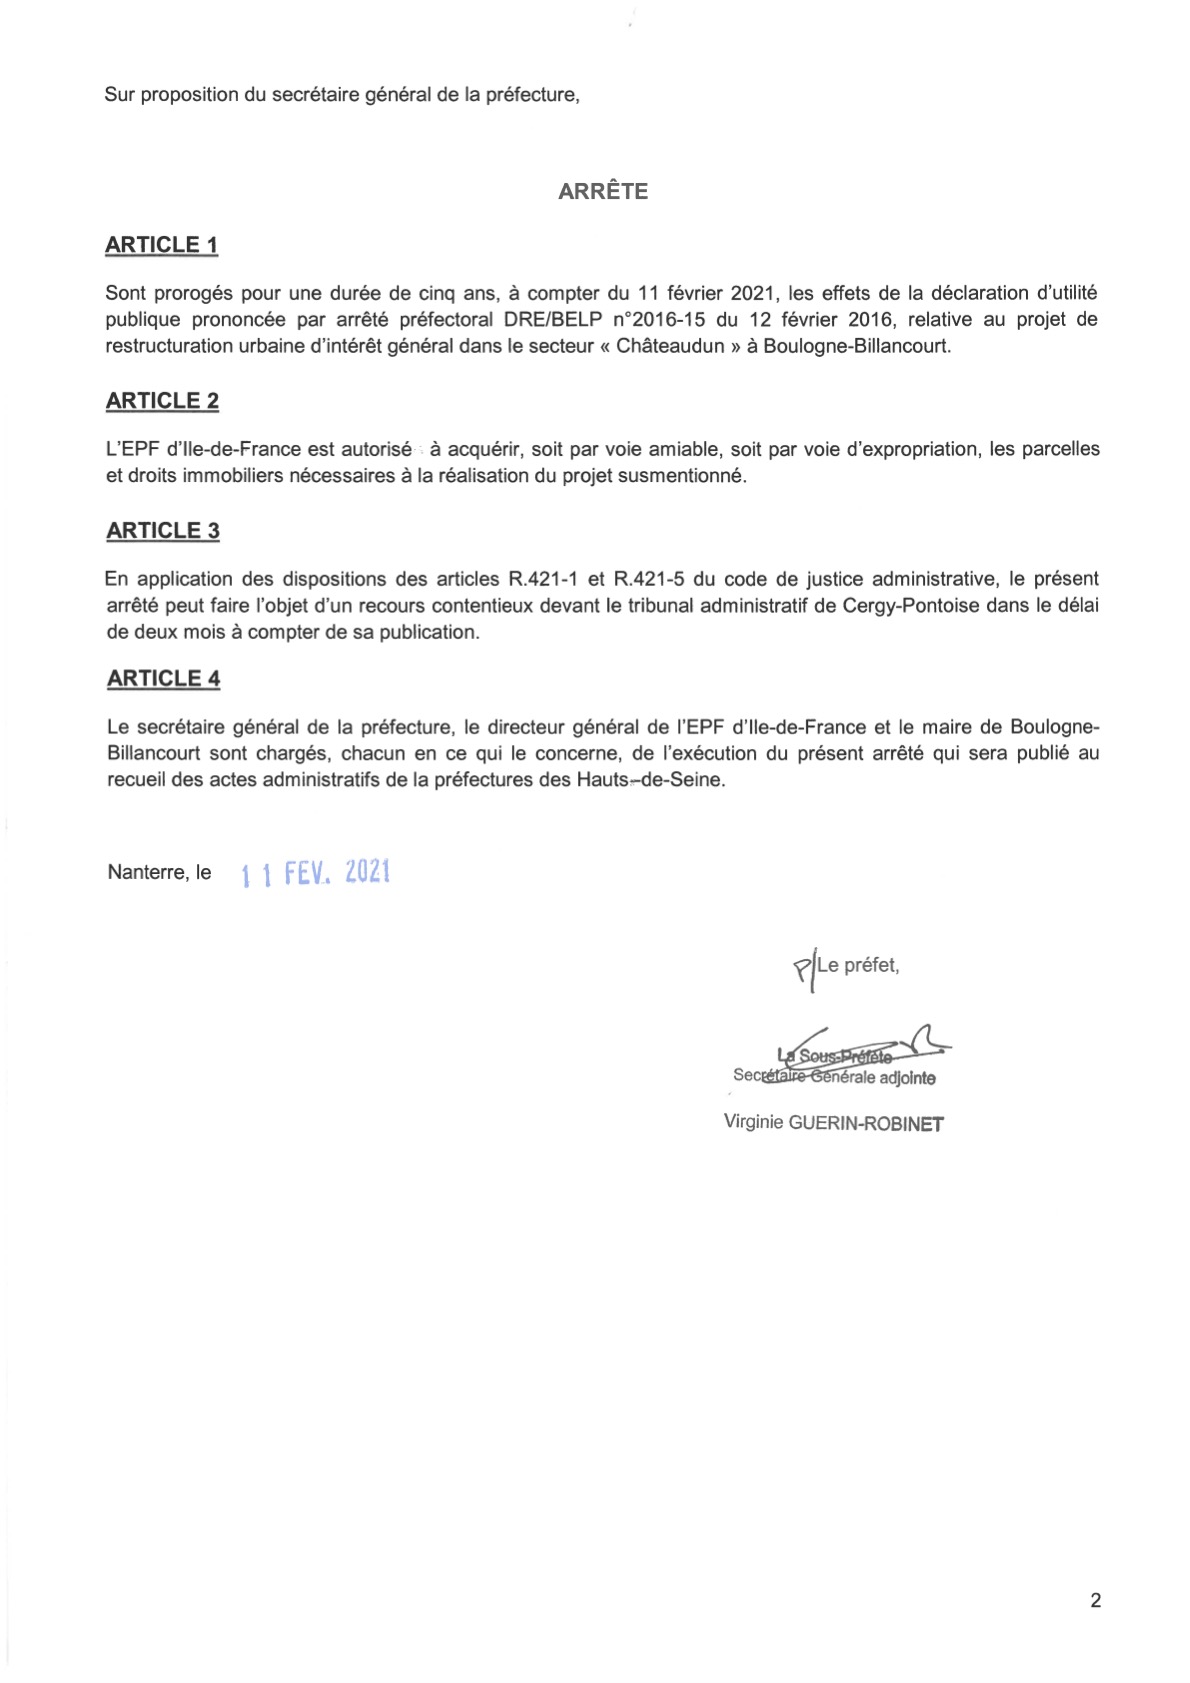 Sur proposition du secrétaire général de la préfecture,
ARRÊTE
ARTICLE 1
Sont prorogés pour une durée de cinq ans, à compter du 11 février 2021, les effets de la déclaration d'utilité
publique prononcée par arrêté préfectoral DRE/BELP n°2016-15 du 12 février 2016, relative au projet de
restructuration urbaine d'intérêt général dans le secteur « Châteaudun » à Boulogne-Billancourt.
ARTICLE 2
L'EPF d'Ile-de-France est autorisé à acquérir, soit par voie amiable, soit par voie d'expropriation, les parcelles
et droits immobiliers nécessaires à la réalisation du projet susmentionné.
ARTICLE 3
En application des dispositions des articles R.421-1 et R.421-5 du code de justice administrative, le présent
arrêté peut faire l'objet d'un recours contentieux devant le tribunal administratif de Cergy-Pontoise dans le délai
de deux mois à compter de sa publication.
ARTICLE 4
Le secrétaire général de la préfecture, le directeur général de l'EPF d'Ile-de-France et le maire de Boulogne-
Billancourt sont chargés, chacun en ce qui le concerne, de l'exécution du présent arrêté qui sera publié au
recueil des actes administratifs de la préfectures des Hauts-de-Seine.
Nanterre, le 11 FEV. 2021
P/Le préfet,
La Sous-Préfète
Secrétaire Générale adjointe
Virginie GUERIN-ROBINET
2